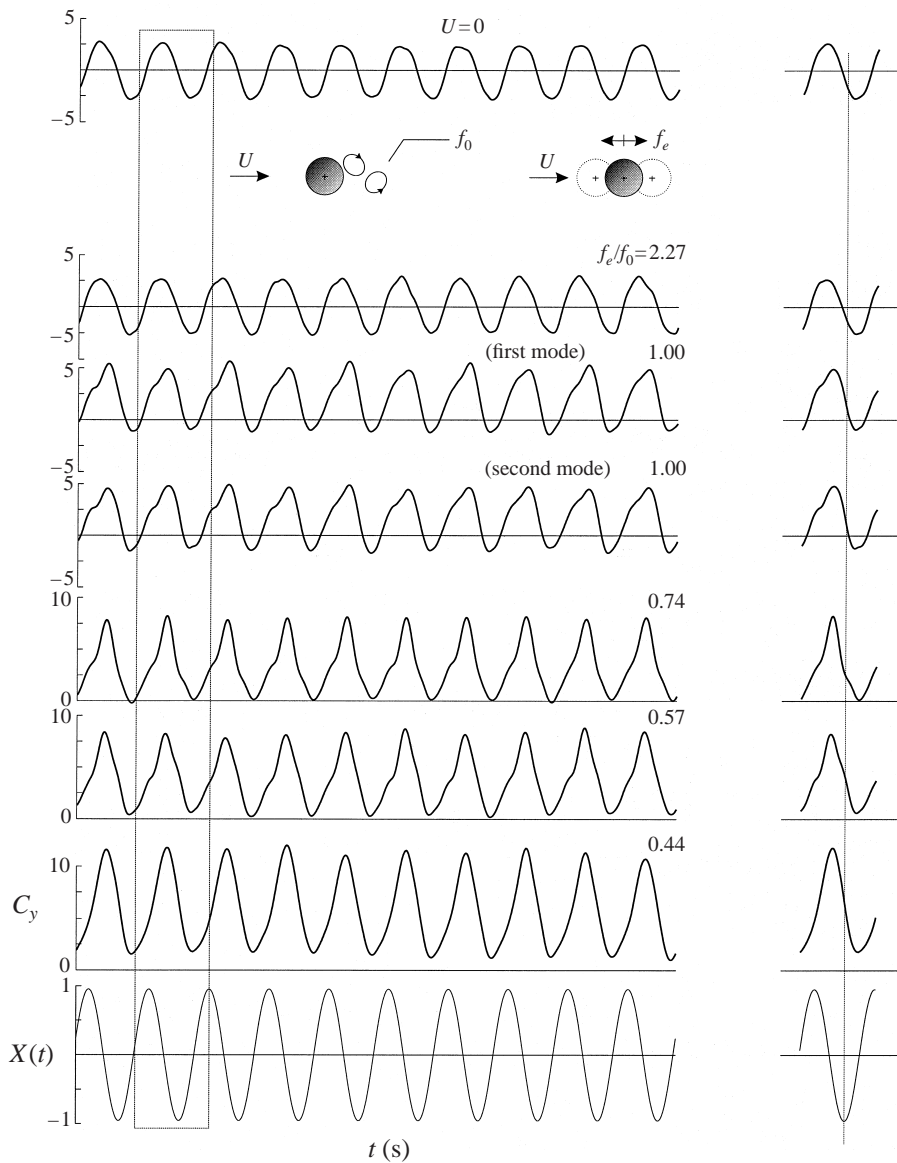 5
U=0
−5
U
f₀
U
fₑ
5
fₑ/f₀=2.27
−5
(first mode) 1.00
5
−5
(second mode) 1.00
5
−5
10
0.74
0
10
0.57
0
0.44
10
C_y
0
1
X(t)
−1
t (s)